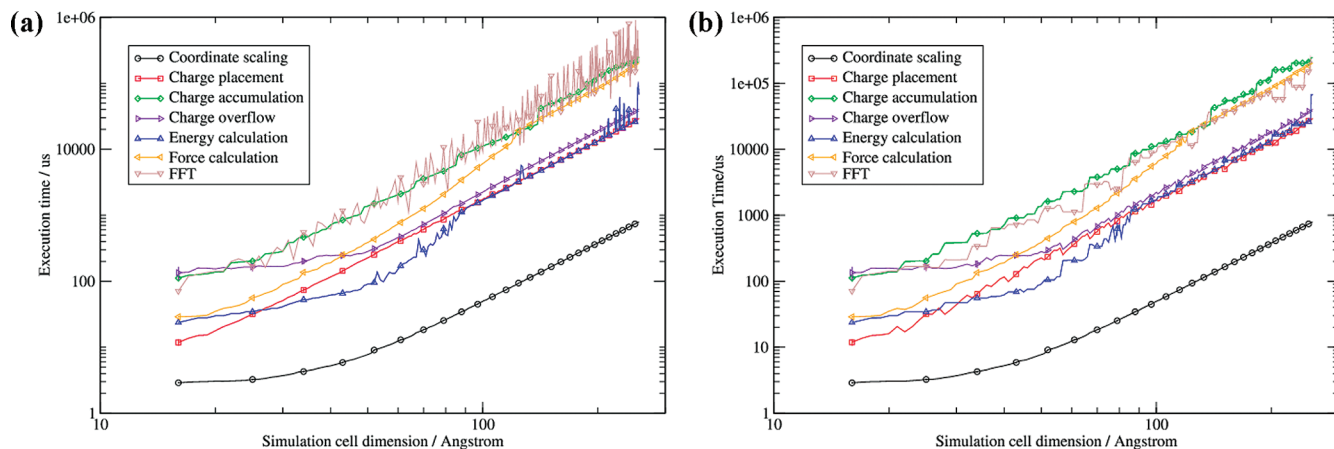 (a)
1e+06
10000
100
1
Execution time / us
Coordinate scaling
Charge placement
Charge accumulation
Charge overflow
Energy calculation
Force calculation
FFT
10
100
Simulation cell dimension / Angstrom
(b)
1e+06
1e+05
10000
1000
100
10
1
Execution Time/us
Coordinate scaling
Charge placement
Charge accumulation
Charge overflow
Energy calculation
Force calculation
FFT
10
100
Simulation cell dimension / Angstrom